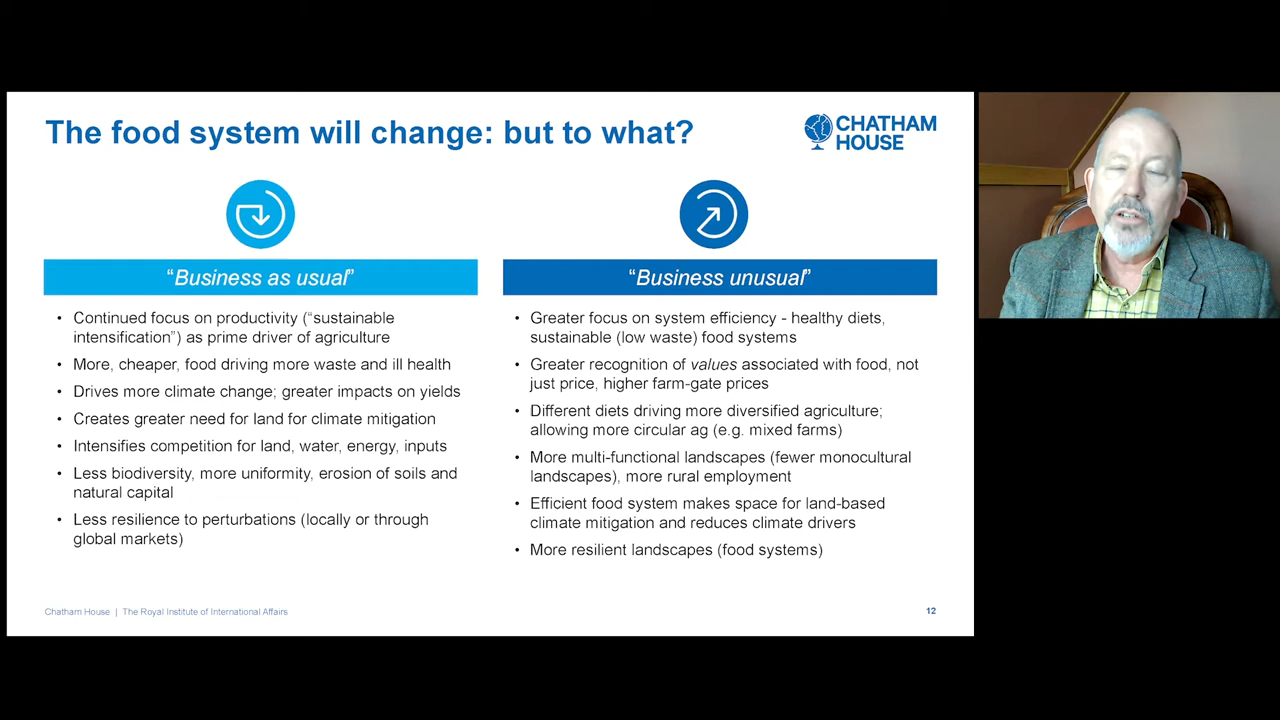 The food system will change: but to what?
CHATHAM
HOUSE
“Business as usual”
• Continued focus on productivity (“sustainable
intensification”) as prime driver of agriculture
• More, cheaper, food driving more waste and ill health
• Drives more climate change; greater impacts on yields
• Creates greater need for land for climate mitigation
• Intensifies competition for land, water, energy, inputs
• Less biodiversity, more uniformity, erosion of soils and
natural capital
• Less resilience to perturbations (locally or through
global markets)
“Business unusual”
• Greater focus on system efficiency - healthy diets,
sustainable (low waste) food systems
• Greater recognition of values associated with food, not
just price, higher farm-gate prices
• Different diets driving more diversified agriculture;
allowing more circular ag (e.g. mixed farms)
• More multi-functional landscapes (fewer monocultural
landscapes), more rural employment
• Efficient food system makes space for land-based
climate mitigation and reduces climate drivers
• More resilient landscapes (food systems)
Chatham House | The Royal Institute of International Affairs
12